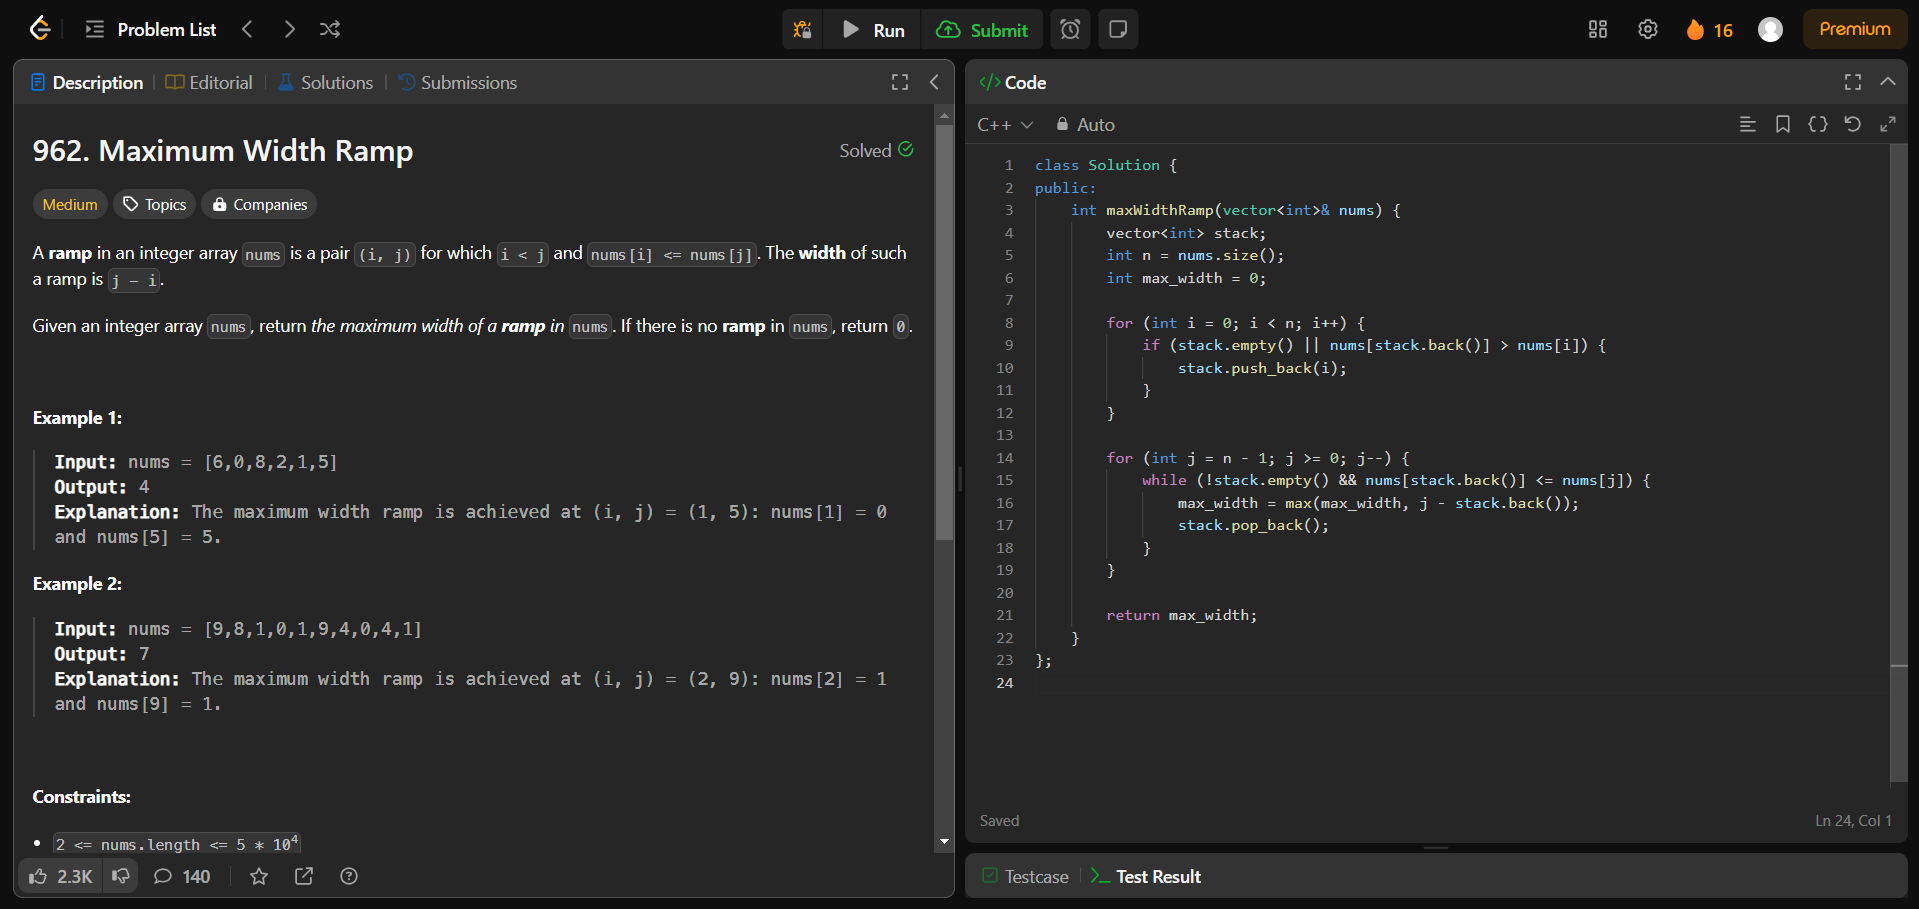 Problem List
Run
Submit
16
Premium
Description
Editorial
Solutions
Submissions
962. Maximum Width Ramp
Solved
Medium
Topics
Companies
A ramp in an integer array nums is a pair (i, j) for which i < j and nums[i] <= nums[j]. The width of such
a ramp is j - i.
Given an integer array nums, return the maximum width of a ramp in nums. If there is no ramp in nums, return 0.
Example 1:
Input: nums = [6,0,8,2,1,5]
Output: 4
Explanation: The maximum width ramp is achieved at (i, j) = (1, 5): nums[1] = 0
and nums[5] = 5.
Example 2:
Input: nums = [9,8,1,0,1,9,4,0,4,1]
Output: 7
Explanation: The maximum width ramp is achieved at (i, j) = (2, 9): nums[2] = 1
and nums[9] = 1.
Constraints:
• 2 <= nums.length <= 5 * 10⁴
2.3K
140
</> Code
C++
Auto
1 class Solution {
2 public:
3     int maxWidthRamp(vector<int>& nums) {
4         vector<int> stack;
5         int n = nums.size();
6         int max_width = 0;
7
8         for (int i = 0; i < n; i++) {
9             if (stack.empty() || nums[stack.back()] > nums[i]) {
10                 stack.push_back(i);
11             }
12         }
13
14         for (int j = n - 1; j >= 0; j--) {
15             while (!stack.empty() && nums[stack.back()] <= nums[j]) {
16                 max_width = max(max_width, j - stack.back());
17                 stack.pop_back();
18             }
19         }
20
21         return max_width;
22     }
23 };
24
Saved
Ln 24, Col 1
Testcase
Test Result